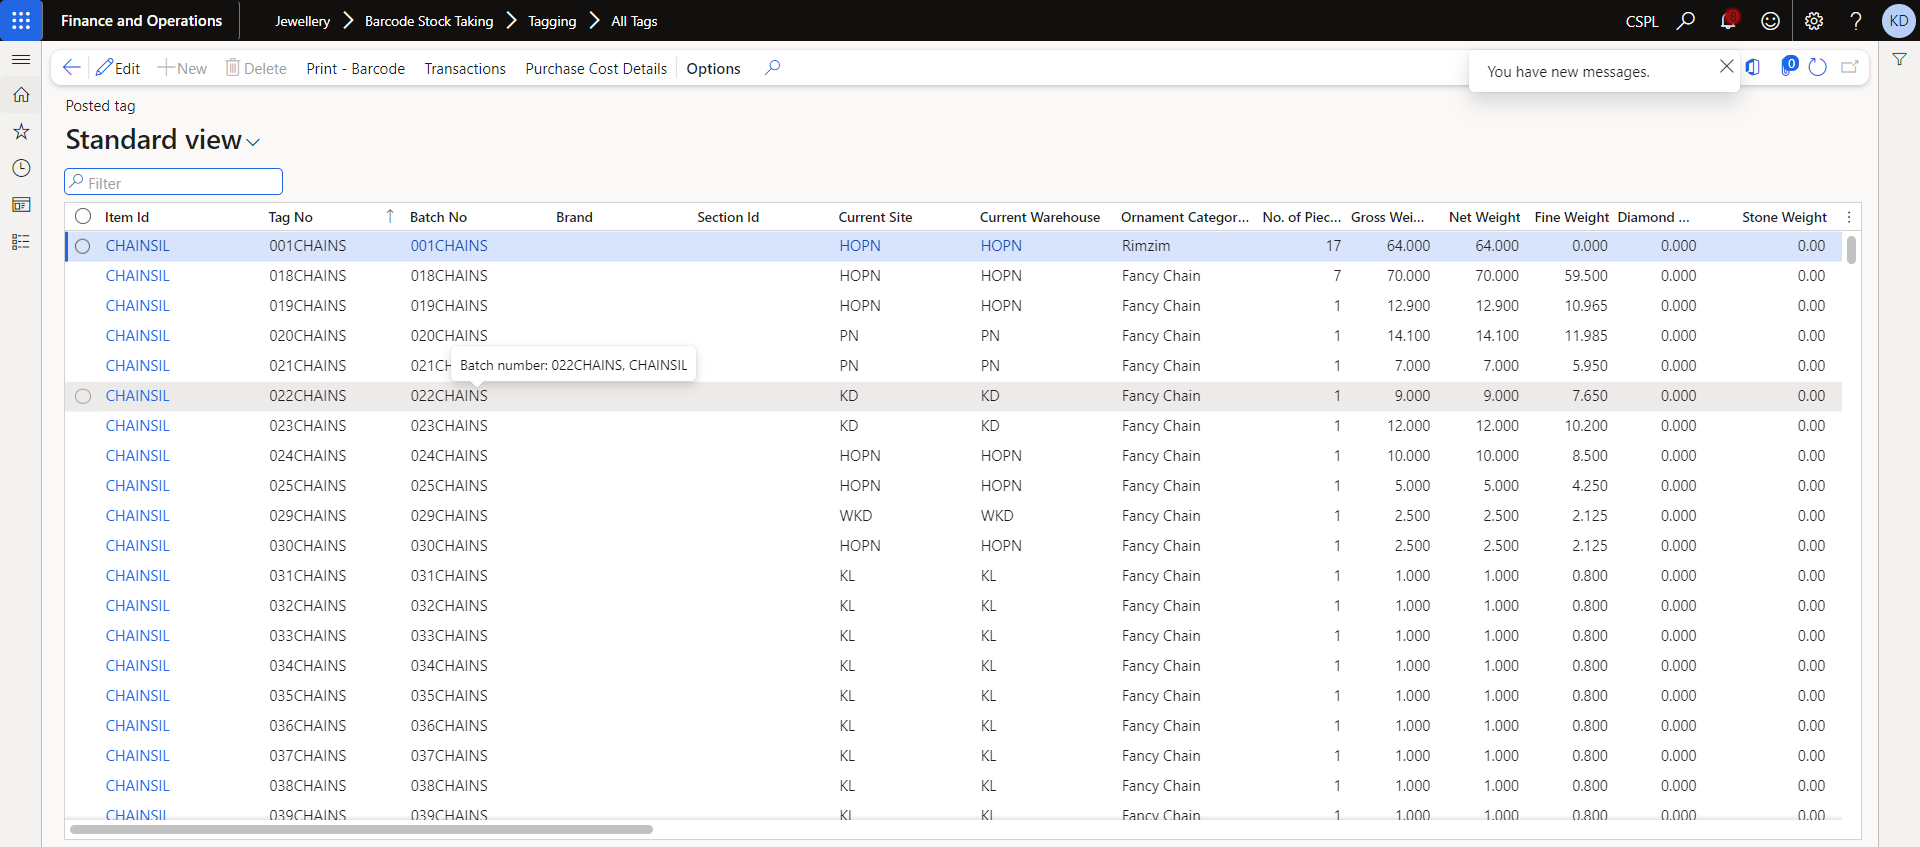 Finance and Operations Jewellery Barcode Stock Taking Tagging All Tags CSPL 8 ? KD
Edit New Delete Print - Barcode Transactions Purchase Cost Details Options You have new messages. 0
Posted tag
Standard view
Filter
Item Id Tag No Batch No Brand Section Id Current Site Current Warehouse Ornament Categor... No. of Piec... Gross Wei... Net Weight Fine Weight Diamond ... Stone Weight
CHAINSIL 001CHAINS 001CHAINS HOPN HOPN Rimzim 17 64.000 64.000 0.000 0.000 0.00
CHAINSIL 018CHAINS 018CHAINS HOPN HOPN Fancy Chain 7 70.000 70.000 59.500 0.000 0.00
CHAINSIL 019CHAINS 019CHAINS HOPN HOPN Fancy Chain 1 12.900 12.900 10.965 0.000 0.00
CHAINSIL 020CHAINS 020CHAINS PN PN Fancy Chain 1 14.100 14.100 11.985 0.000 0.00
CHAINSIL 021CHAINS 021CH PN PN Fancy Chain 1 7.000 7.000 5.950 0.000 0.00
Batch number: 022CHAINS, CHAINSIL
CHAINSIL 022CHAINS 022CHAINS KD KD Fancy Chain 1 9.000 9.000 7.650 0.000 0.00
CHAINSIL 023CHAINS 023CHAINS KD KD Fancy Chain 1 12.000 12.000 10.200 0.000 0.00
CHAINSIL 024CHAINS 024CHAINS HOPN HOPN Fancy Chain 1 10.000 10.000 8.500 0.000 0.00
CHAINSIL 025CHAINS 025CHAINS HOPN HOPN Fancy Chain 1 5.000 5.000 4.250 0.000 0.00
CHAINSIL 029CHAINS 029CHAINS WKD WKD Fancy Chain 1 2.500 2.500 2.125 0.000 0.00
CHAINSIL 030CHAINS 030CHAINS HOPN HOPN Fancy Chain 1 2.500 2.500 2.125 0.000 0.00
CHAINSIL 031CHAINS 031CHAINS KL KL Fancy Chain 1 1.000 1.000 0.800 0.000 0.00
CHAINSIL 032CHAINS 032CHAINS KL KL Fancy Chain 1 1.000 1.000 0.800 0.000 0.00
CHAINSIL 033CHAINS 033CHAINS KL KL Fancy Chain 1 1.000 1.000 0.800 0.000 0.00
CHAINSIL 034CHAINS 034CHAINS KL KL Fancy Chain 1 1.000 1.000 0.800 0.000 0.00
CHAINSIL 035CHAINS 035CHAINS KL KL Fancy Chain 1 1.000 1.000 0.800 0.000 0.00
CHAINSIL 036CHAINS 036CHAINS KL KL Fancy Chain 1 1.000 1.000 0.800 0.000 0.00
CHAINSIL 037CHAINS 037CHAINS KL KL Fancy Chain 1 1.000 1.000 0.800 0.000 0.00
CHAINSIL 038CHAINS 038CHAINS KL KL Fancy Chain 1 1.000 1.000 0.800 0.000 0.00
CHAINSIL 039CHAINS 039CHAINS KL KL Fancy Chain 1 1.000 1.000 0.800 0.000 0.00